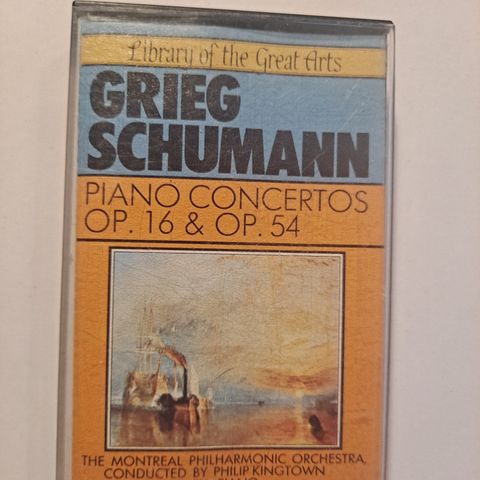 Library of the Great Arts
GRIEG
SCHUMANN
PIANO CONCERTOS
OP. 16 & OP. 54
THE MONTREAL PHILHARMONIC ORCHESTRA,
CONDUCTED BY PHILIP KINGTOWN
PIANO